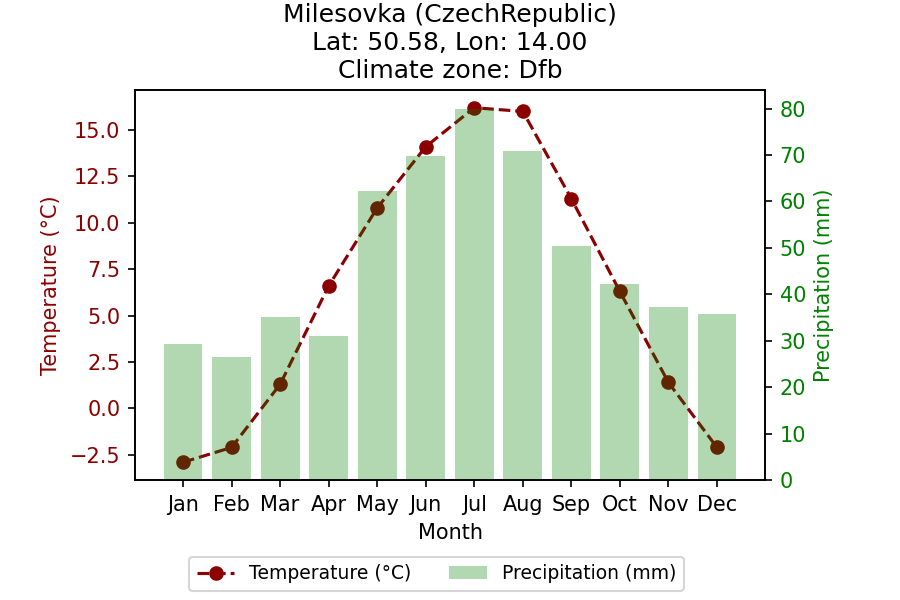 Milesovka (CzechRepublic)
Lat: 50.58, Lon: 14.00
Climate zone: Dfb
Temperature (°C)
15.0
12.5
10.0
7.5
5.0
2.5
0.0
−2.5
80
70
60
50
40
30
20
10
0
Precipitation (mm)
Jan Feb Mar Apr May Jun Jul Aug Sep Oct Nov Dec
Month
Temperature (°C) Precipitation (mm)